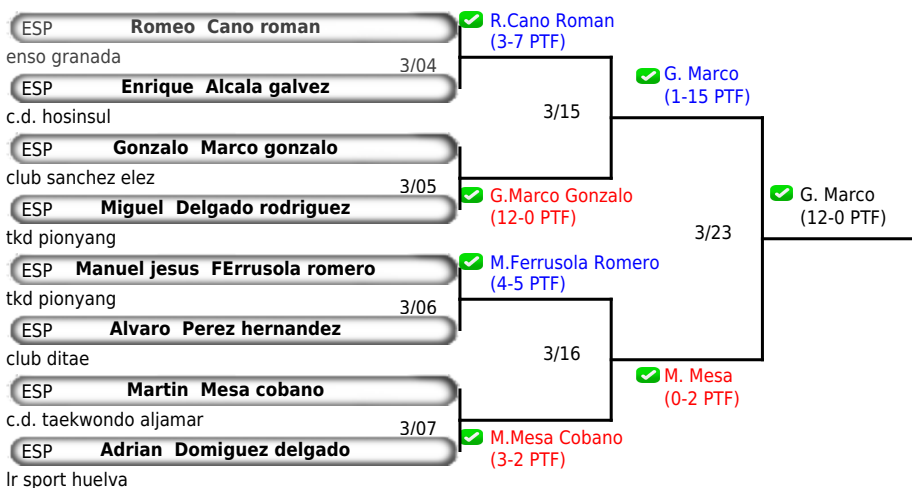 ESP Romeo Cano roman
enso granada
3/04
ESP Enrique Alcala galvez
c.d. hosinsul
ESP Gonzalo Marco gonzalo
club sanchez elez
3/05
ESP Miguel Delgado rodriguez
tkd pionyang
ESP Manuel jesus FErrusola romero
tkd pionyang
3/06
ESP Alvaro Perez hernandez
club ditae
ESP Martin Mesa cobano
c.d. taekwondo aljamar
3/07
ESP Adrian Domiguez delgado
lr sport huelva
R.Cano Roman
(3-7 PTF)
3/15
G.Marco Gonzalo
(12-0 PTF)
M.Ferrusola Romero
(4-5 PTF)
3/16
M.Mesa Cobano
(3-2 PTF)
G. Marco
(1-15 PTF)
3/23
M. Mesa
(0-2 PTF)
G. Marco
(12-0 PTF)